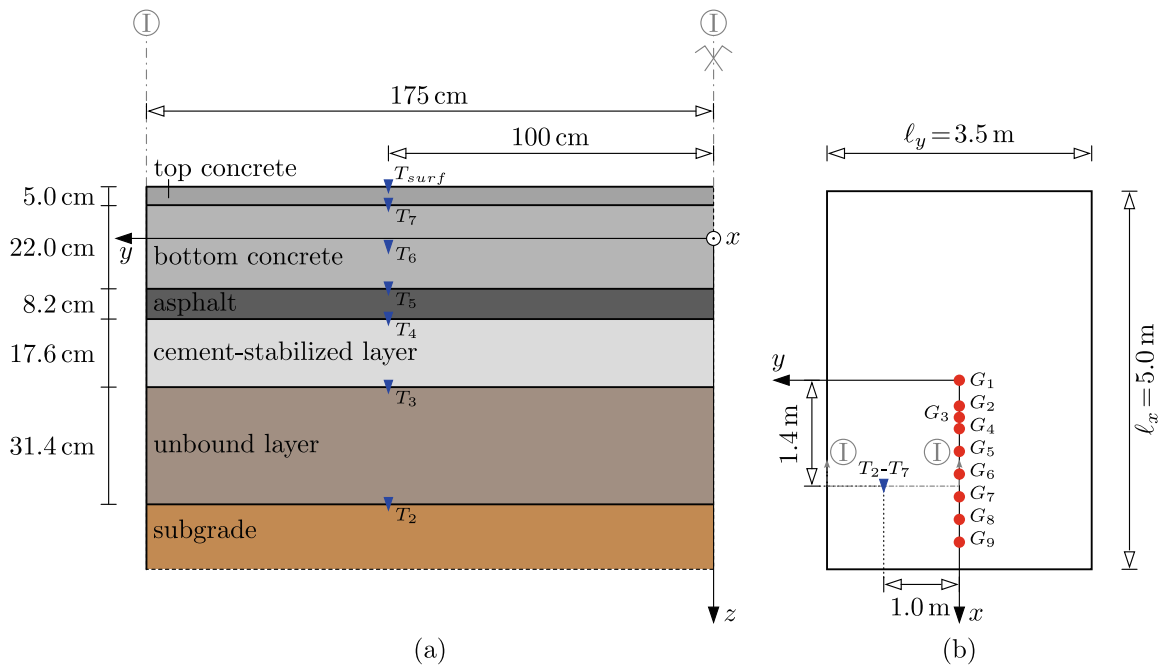 I
I
175 cm
100 cm
top concrete
T_surf
5.0 cm
T_7
22.0 cm
y
x
bottom concrete
T_6
8.2 cm
asphalt
T_5
T_4
17.6 cm
cement-stabilized layer
T_3
31.4 cm
unbound layer
T_2
subgrade
z
(a)
ℓ_y = 3.5 m
y
G_1
G_2
G_3
G_4
1.4 m
ℓ_x = 5.0 m
I
I
G_5
T_2-T_7
G_6
G_7
G_8
G_9
1.0 m
x
(b)